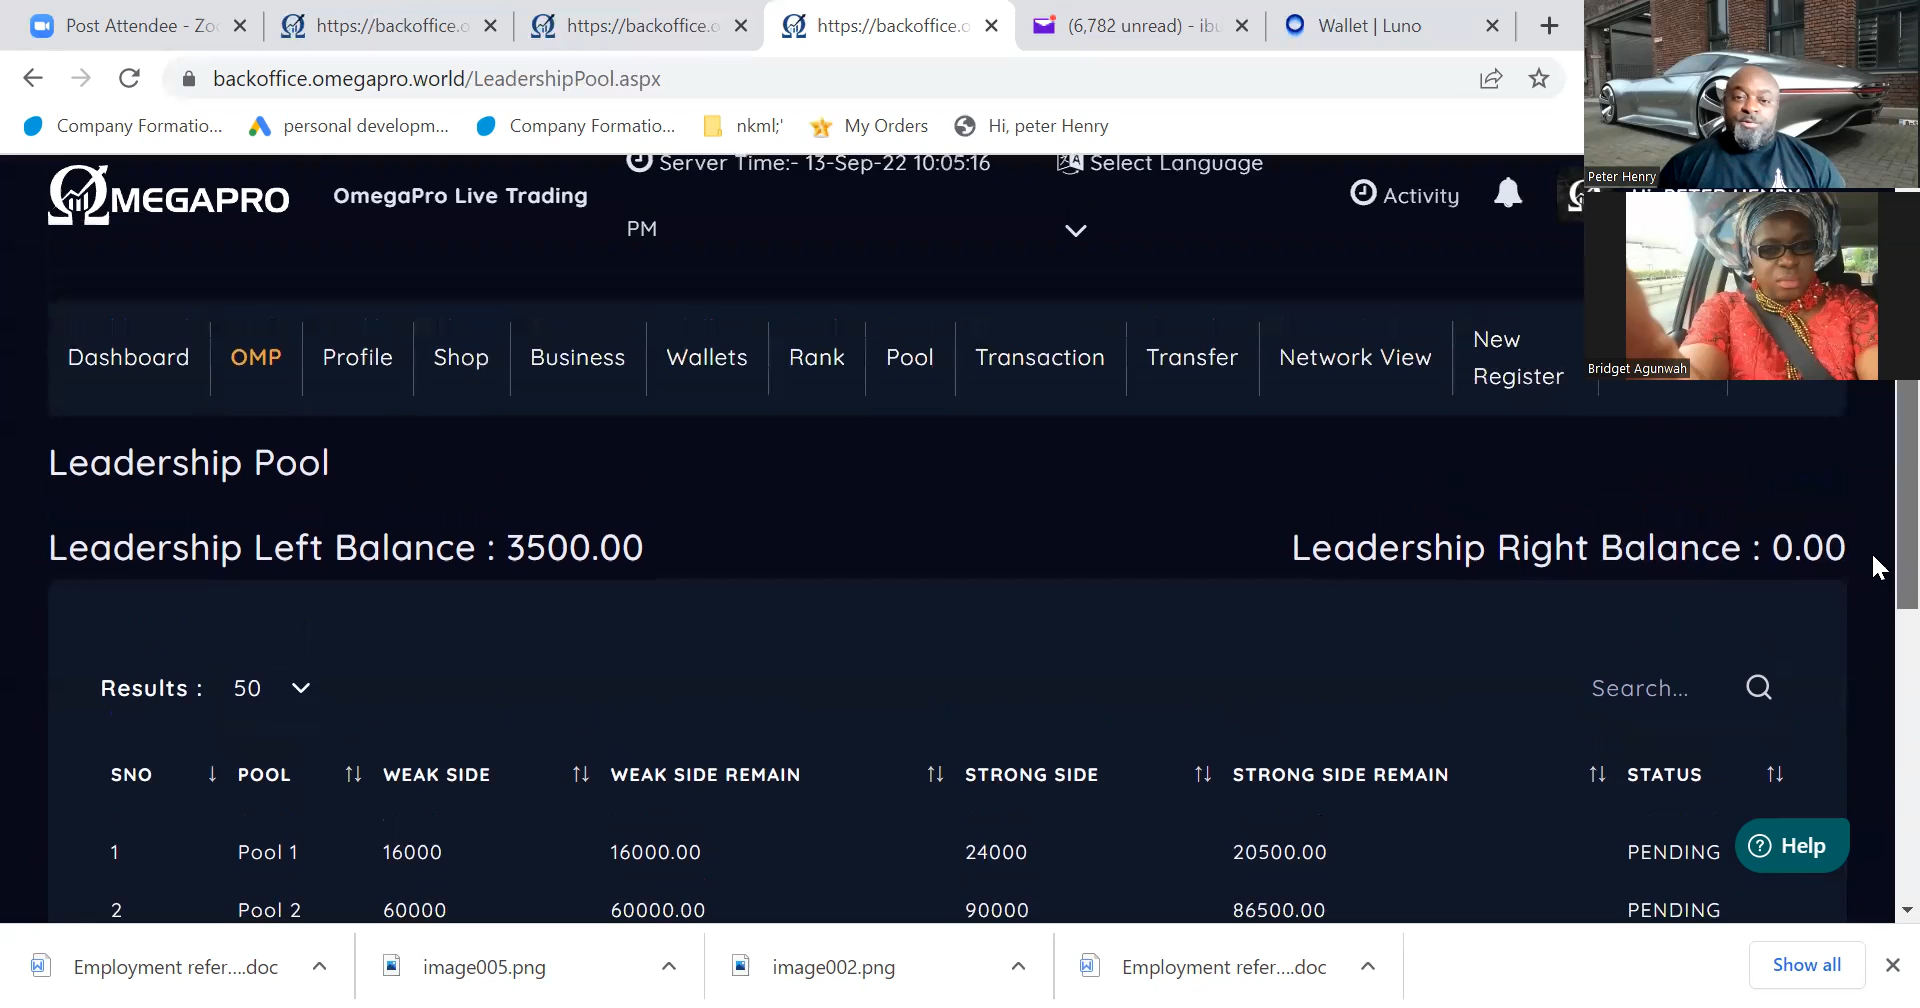 Post Attendee - Zoo
https://backoffice.o
https://backoffice.o
https://backoffice.o
(6,782 unread) - ibu
Wallet | Luno
backoffice.omegapro.world/LeadershipPool.aspx
Company Formatio...
personal developm...
Company Formatio...
nkml;'
My Orders
Hi, peter Henry
Peter Henry
Bridget Agunwah
MEGAPRO
OmegaPro Live Trading
Server Time:- 13-Sep-22 10:05:16
PM
Select Language
Activity
Hi, PETER HENRY
Dashboard
OMP
Profile
Shop
Business
Wallets
Rank
Pool
Transaction
Transfer
Network View
New
Register
Leadership Pool
Leadership Left Balance : 3500.00
Leadership Right Balance : 0.00
Results : 50
Search...
SNO POOL WEAK SIDE WEAK SIDE REMAIN STRONG SIDE STRONG SIDE REMAIN STATUS
1 Pool 1 16000 16000.00 24000 20500.00 PENDING
2 Pool 2 60000 60000.00 90000 86500.00 PENDING
Help
Employment refer....doc
image005.png
image002.png
Employment refer....doc
Show all